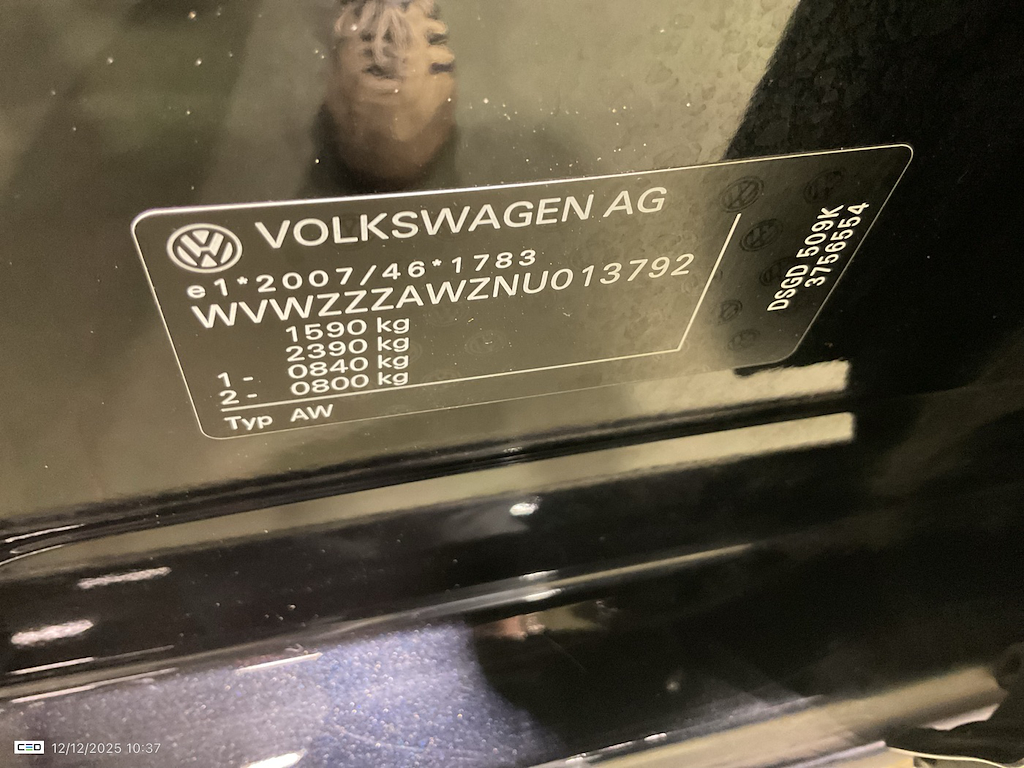 VOLKSWAGEN AG
e1*2007/46*1783
WVWZZZAWZNU013792
1590 kg
2390 kg
1 - 0840 kg
2 - 0800 kg
Typ AW
DSGD 509K
3756554
CEO 12/12/2025 10:37